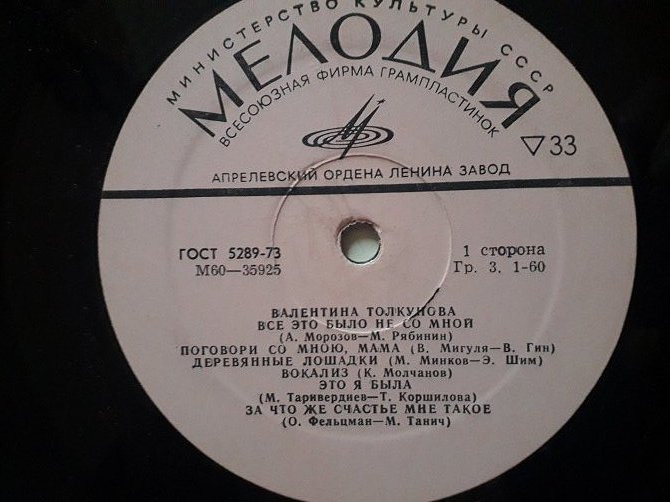 МИНИСТЕРСТВО КУЛЬТУРЫ СССР
МЕЛОДИЯ
ВСЕСОЮЗНАЯ ФИРМА ГРАМПЛАСТИНОК
▽33
АПРЕЛЕВСКИЙ ОРДЕНА ЛЕНИНА ЗАВОД
ГОСТ 5289-73
М60—35925
1 сторона
Гр. 3, 1-60
ВАЛЕНТИНА ТОЛКУНОВА
ВСЕ ЭТО БЫЛО НЕ СО МНОЙ
(А. Морозов—М. Рябинин)
ПОГОВОРИ СО МНОЮ, МАМА (В. Мигуля—В. Гин)
ДЕРЕВЯННЫЕ ЛОШАДКИ (М. Минков—Э. Шим)
ВОКАЛИЗ (К. Молчанов)
ЭТО Я БЫЛА
(М. Таривердиев—Т. Коршилова)
ЗА ЧТО ЖЕ СЧАСТЬЕ МНЕ ТАКОЕ
(О. Фельцман—М. Танич)